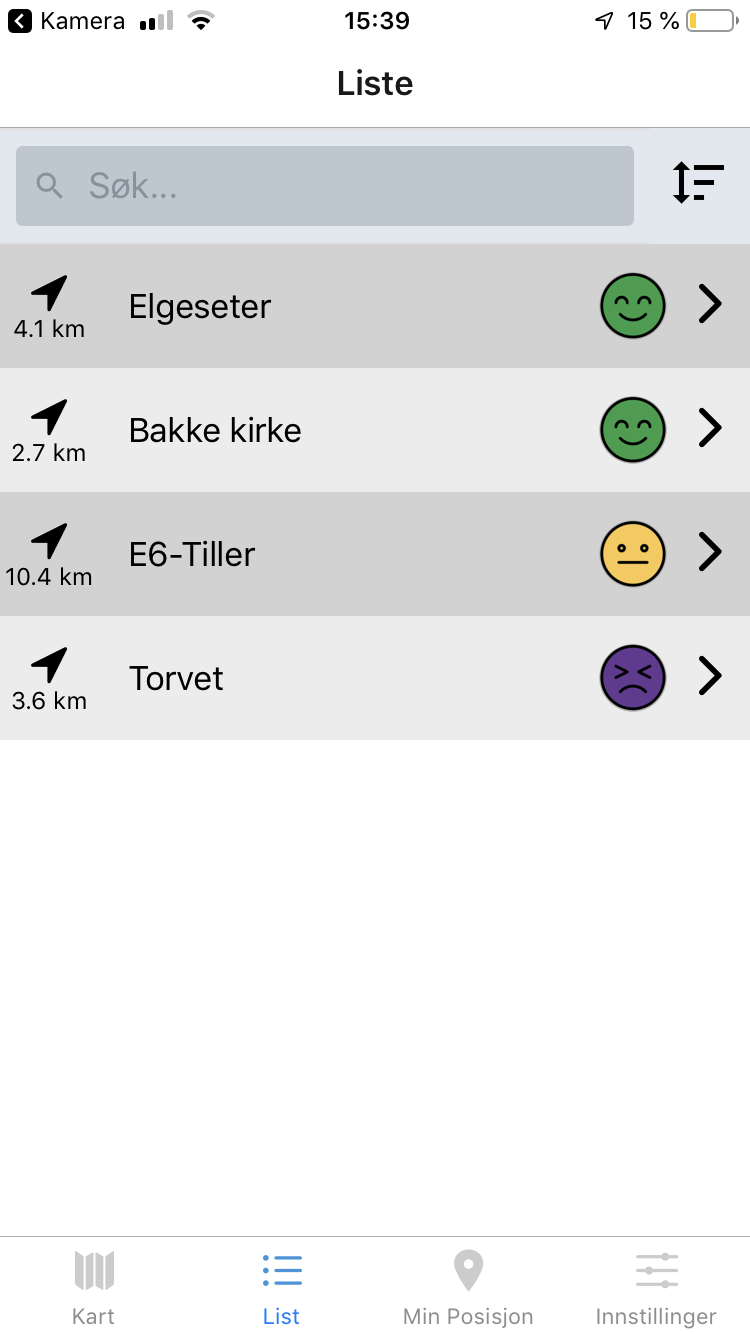 Kamera 15:39 15 %
Liste
Søk...
Elgeseter
4.1 km
Bakke kirke
2.7 km
E6-Tiller
10.4 km
Torvet
3.6 km
Kart List Min Posisjon Innstillinger